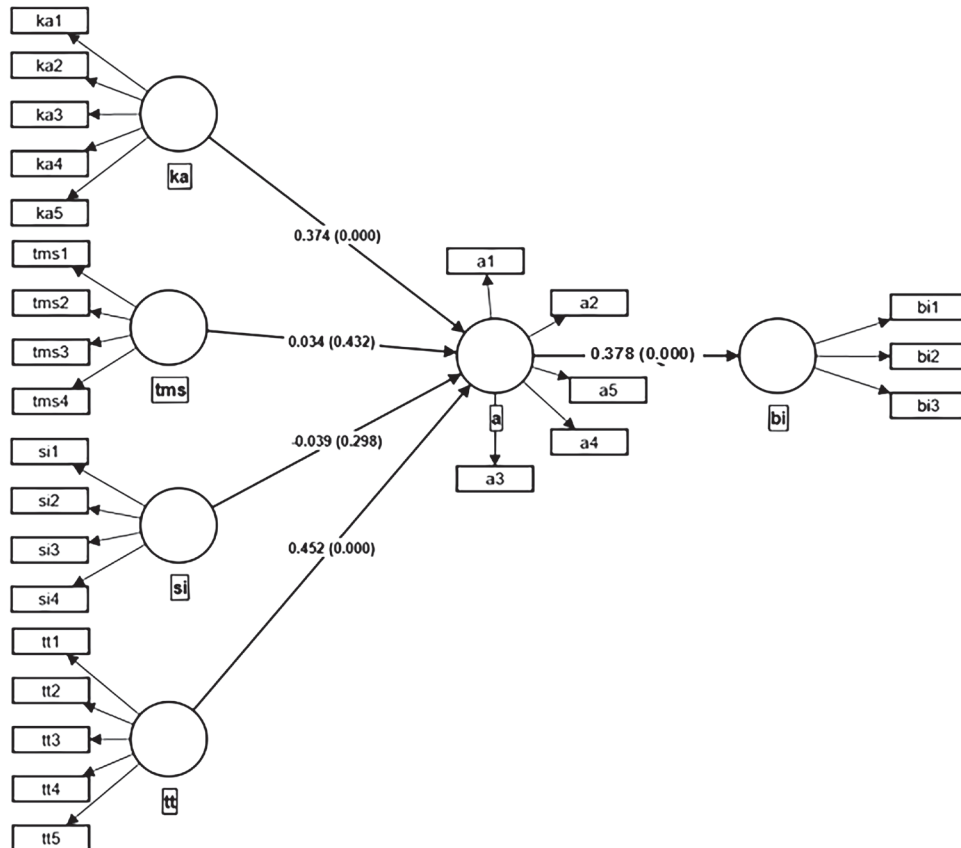 ka1
ka2
ka3
ka4
ka5
ka
0.374 (0.000)
tms1
tms2
tms3
tms4
tms
0.034 (0.432)
a1
a2
a5
a4
a3
a
0.378 (0.000)
bi1
bi2
bi3
bi
si1
si2
si3
si4
si
-0.039 (0.298)
0.452 (0.000)
tt1
tt2
tt3
tt4
tt5
tt